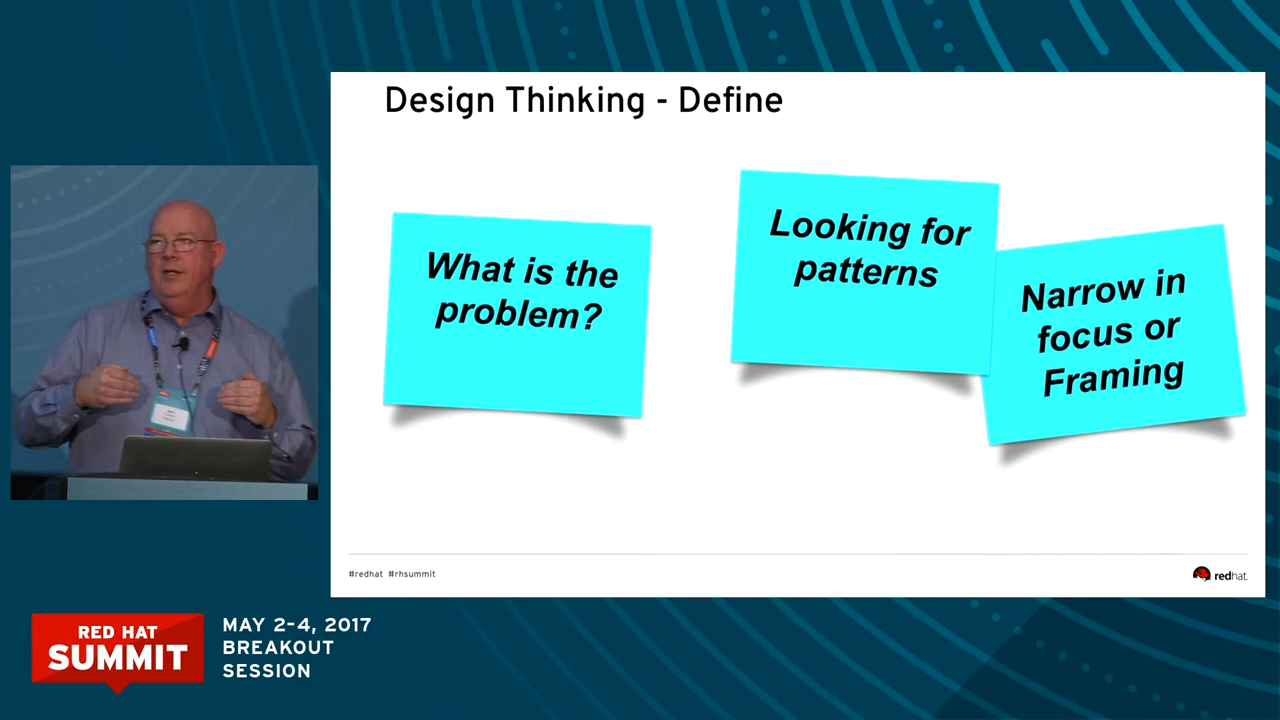 Design Thinking - Define
What is the
problem?
Looking for
patterns
Narrow in
focus or
Framing
#redhat #rhsummit
redhat.
RED HAT
SUMMIT
MAY 2-4, 2017
BREAKOUT
SESSION